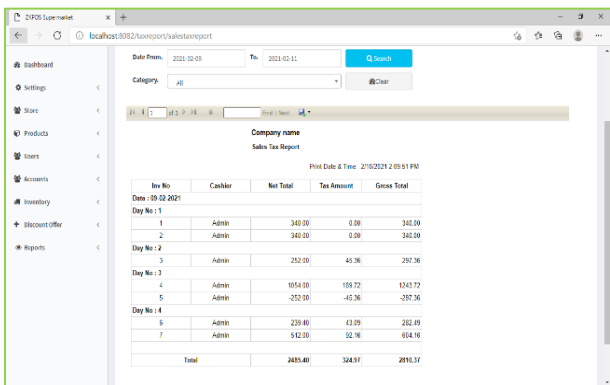 ZKPOS Supermarket
localhost:3082/taxreport/salestaxreport
Dashboard
Settings
Store
Products
Users
Accounts
Inventory
Discount Offer
Reports
Date From. 2021-02-09 To. 2021-02-11 Search
Category. All Clear
1 of 1 Find | Next
Company name
Sales Tax Report
Print Date & Time 2/16/2021 2:09:51 PM
Inv No Cashier Net Total Tax Amount Gross Total
Date : 09-02-2021
Day No : 1
1 Admin 340.00 0.00 340.00
2 Admin 340.00 0.00 340.00
Day No : 2
3 Admin 252.00 45.36 297.36
Day No : 3
4 Admin 1054.00 189.72 1243.72
5 Admin -252.00 -45.36 -297.36
Day No : 4
6 Admin 239.40 43.09 282.49
7 Admin 512.00 92.16 604.16
Total 2485.40 324.97 2810.37